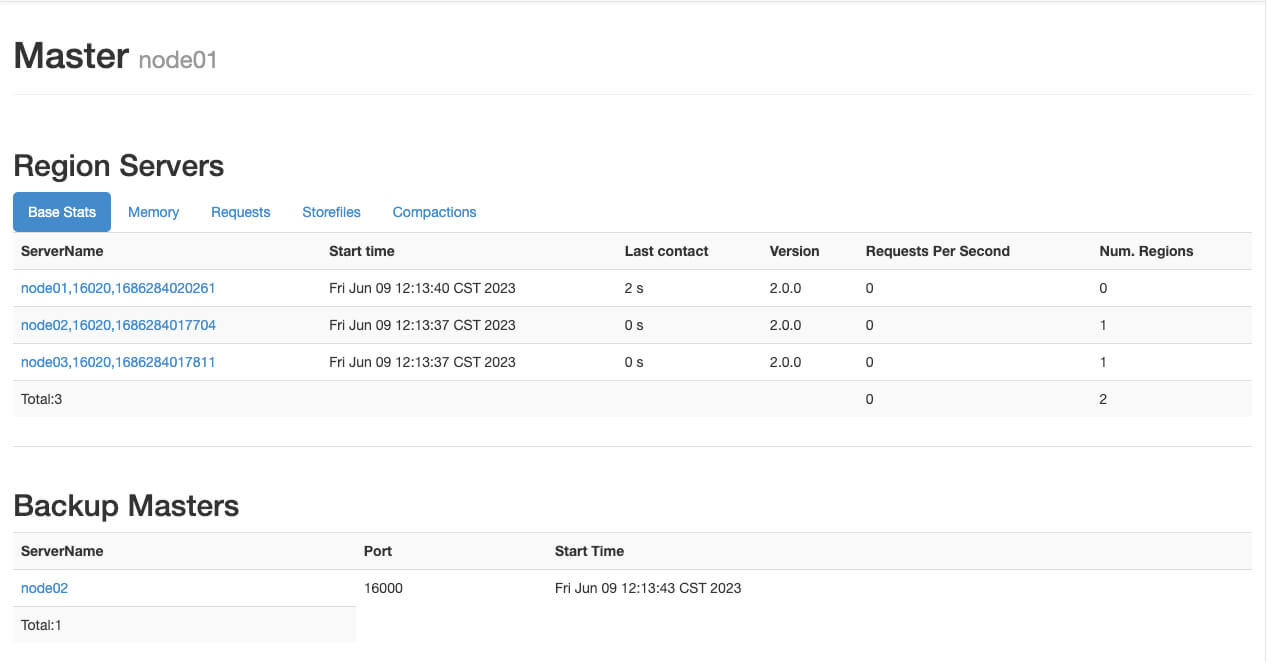 Master node01
Region Servers
Base Stats Memory Requests Storefiles Compactions
ServerName Start time Last contact Version Requests Per Second Num. Regions
node01,16020,1686284020261 Fri Jun 09 12:13:40 CST 2023 2 s 2.0.0 0 0
node02,16020,1686284017704 Fri Jun 09 12:13:37 CST 2023 0 s 2.0.0 0 1
node03,16020,1686284017811 Fri Jun 09 12:13:37 CST 2023 0 s 2.0.0 0 1
Total:3 0 2
Backup Masters
ServerName Port Start Time
node02 16000 Fri Jun 09 12:13:43 CST 2023
Total:1